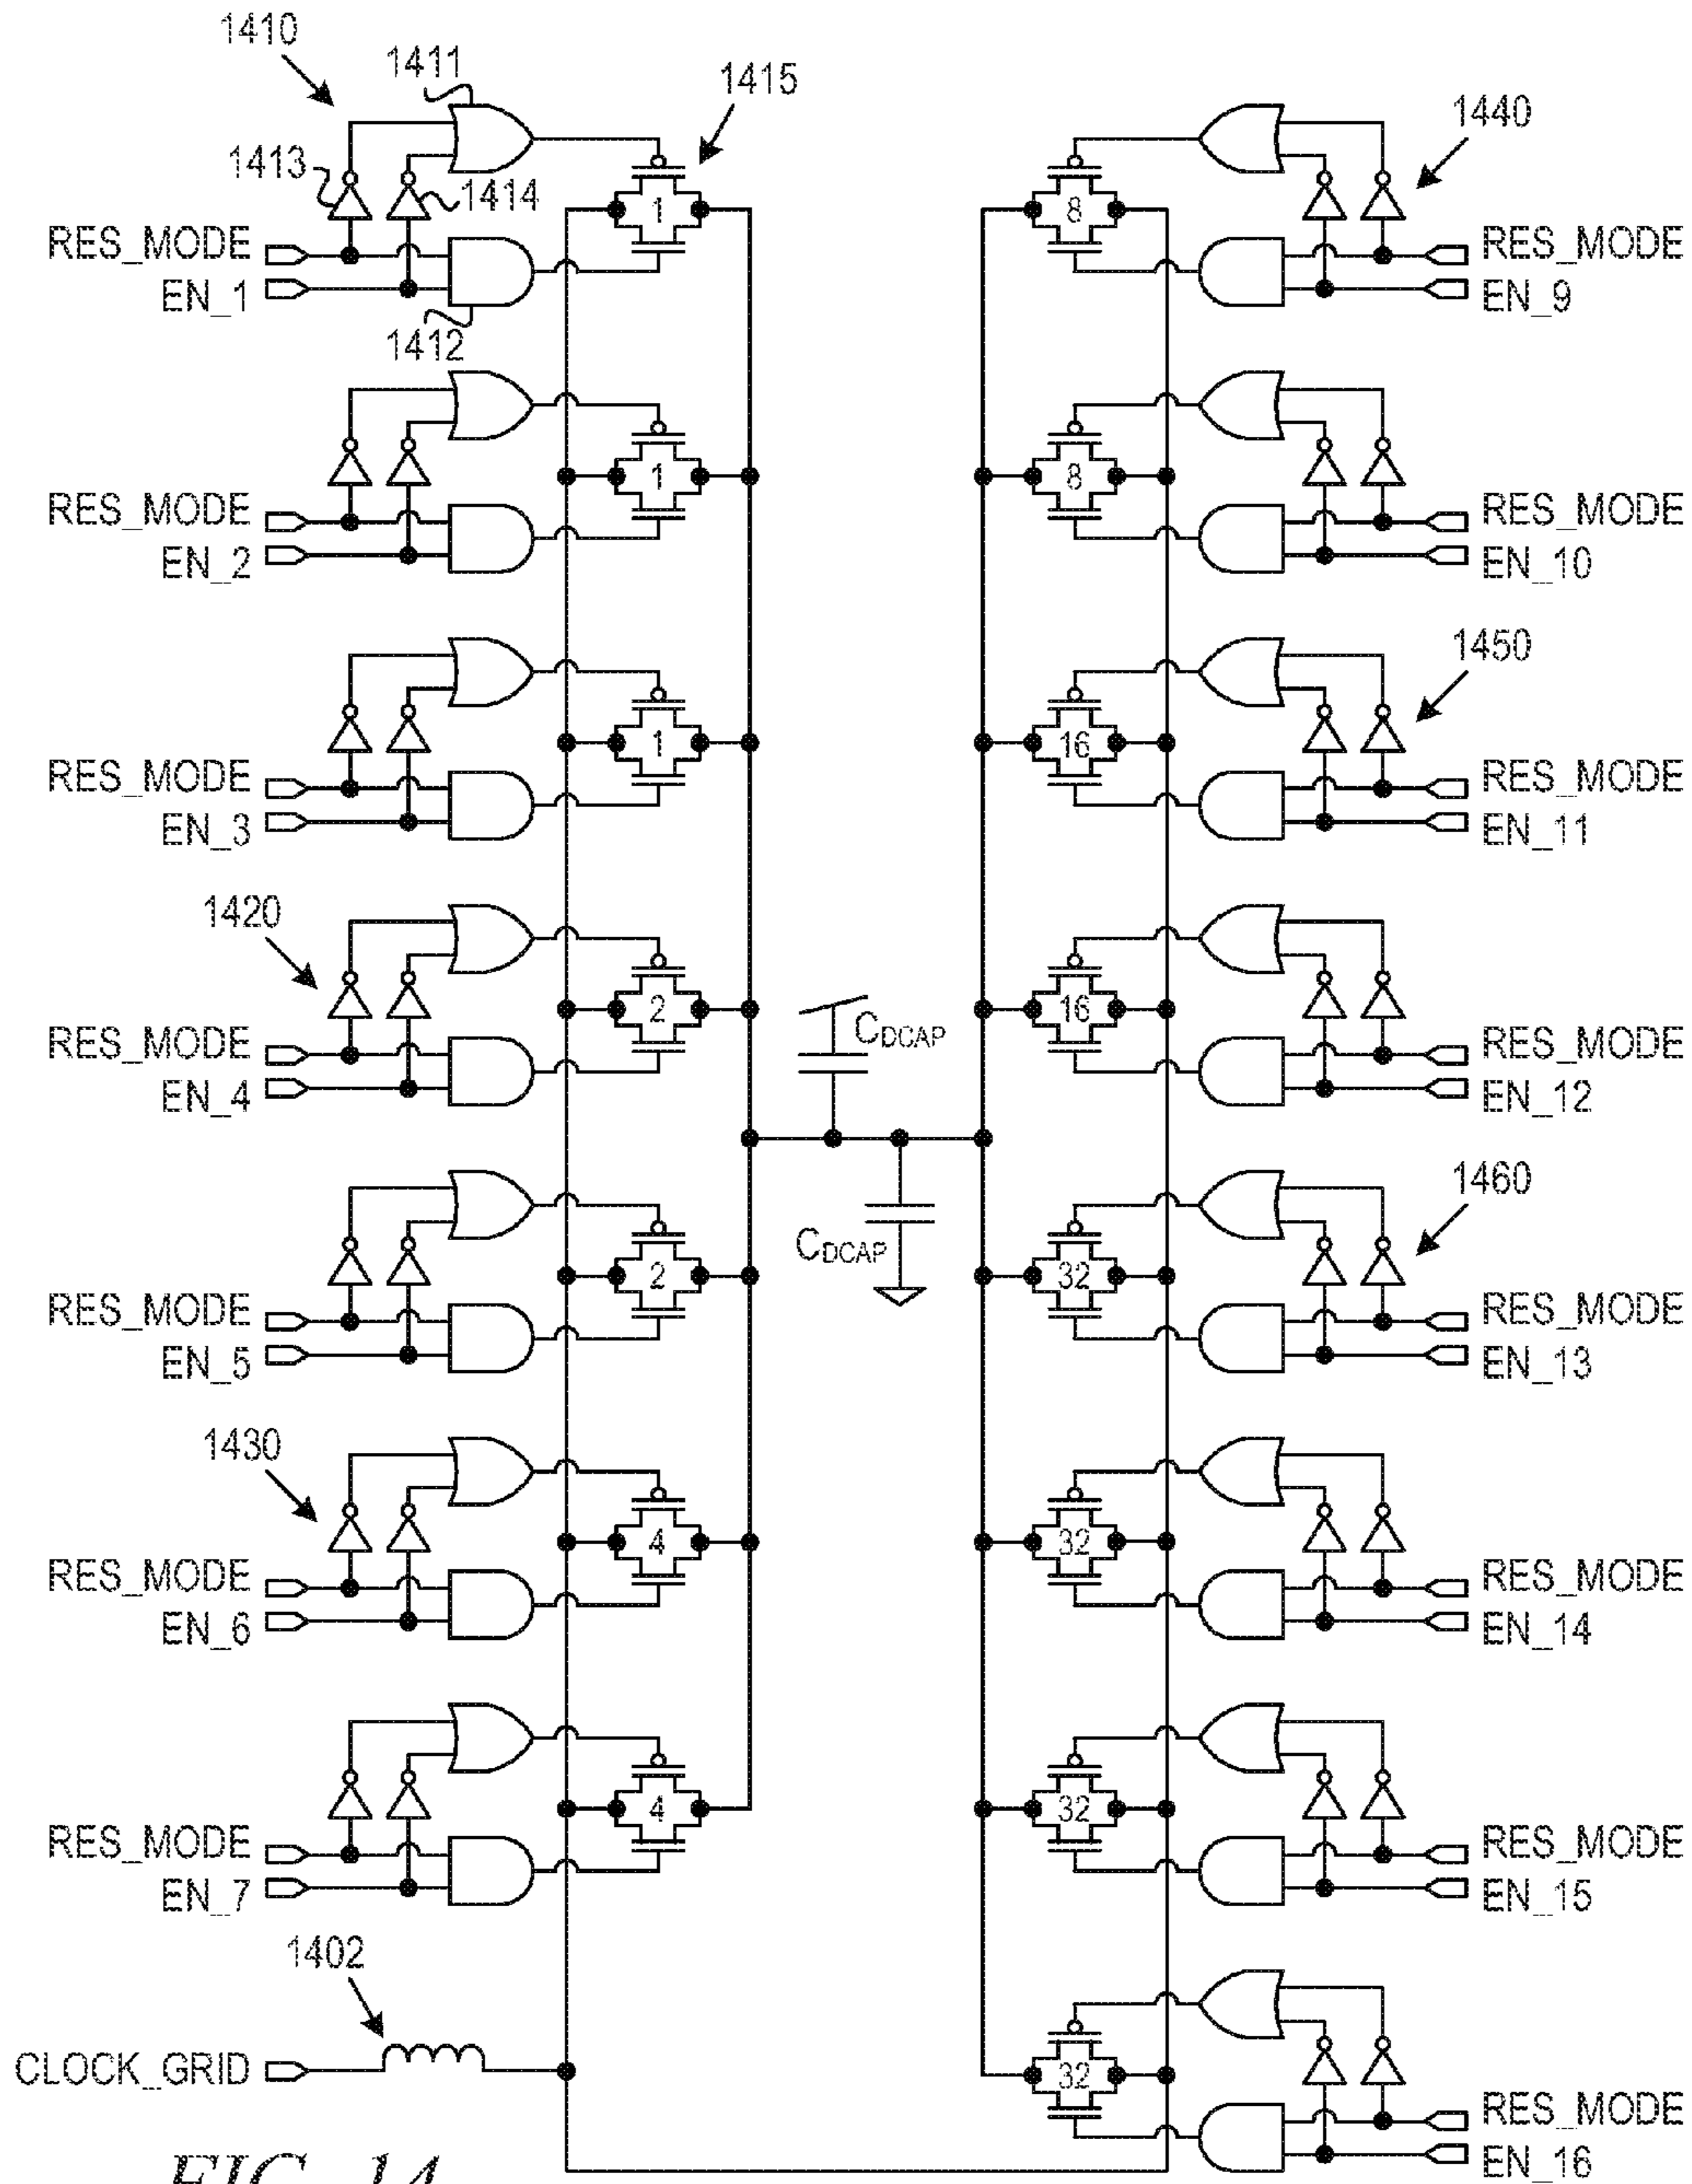 1410
1411
1415
1413
1414
RES_MODE
EN_1
1412
1
RES_MODE
EN_2
1
RES_MODE
EN_3
1
1420
RES_MODE
EN_4
2
RES_MODE
EN_5
2
1430
RES_MODE
EN_6
4
RES_MODE
EN_7
4
1402
CLOCK_GRID
CDCAP
CDCAP
1440
8
RES_MODE
EN_9
8
RES_MODE
EN_10
1450
16
RES_MODE
EN_11
16
RES_MODE
EN_12
1460
32
RES_MODE
EN_13
32
RES_MODE
EN_14
32
RES_MODE
EN_15
32
RES_MODE
EN_16
FIG. 14